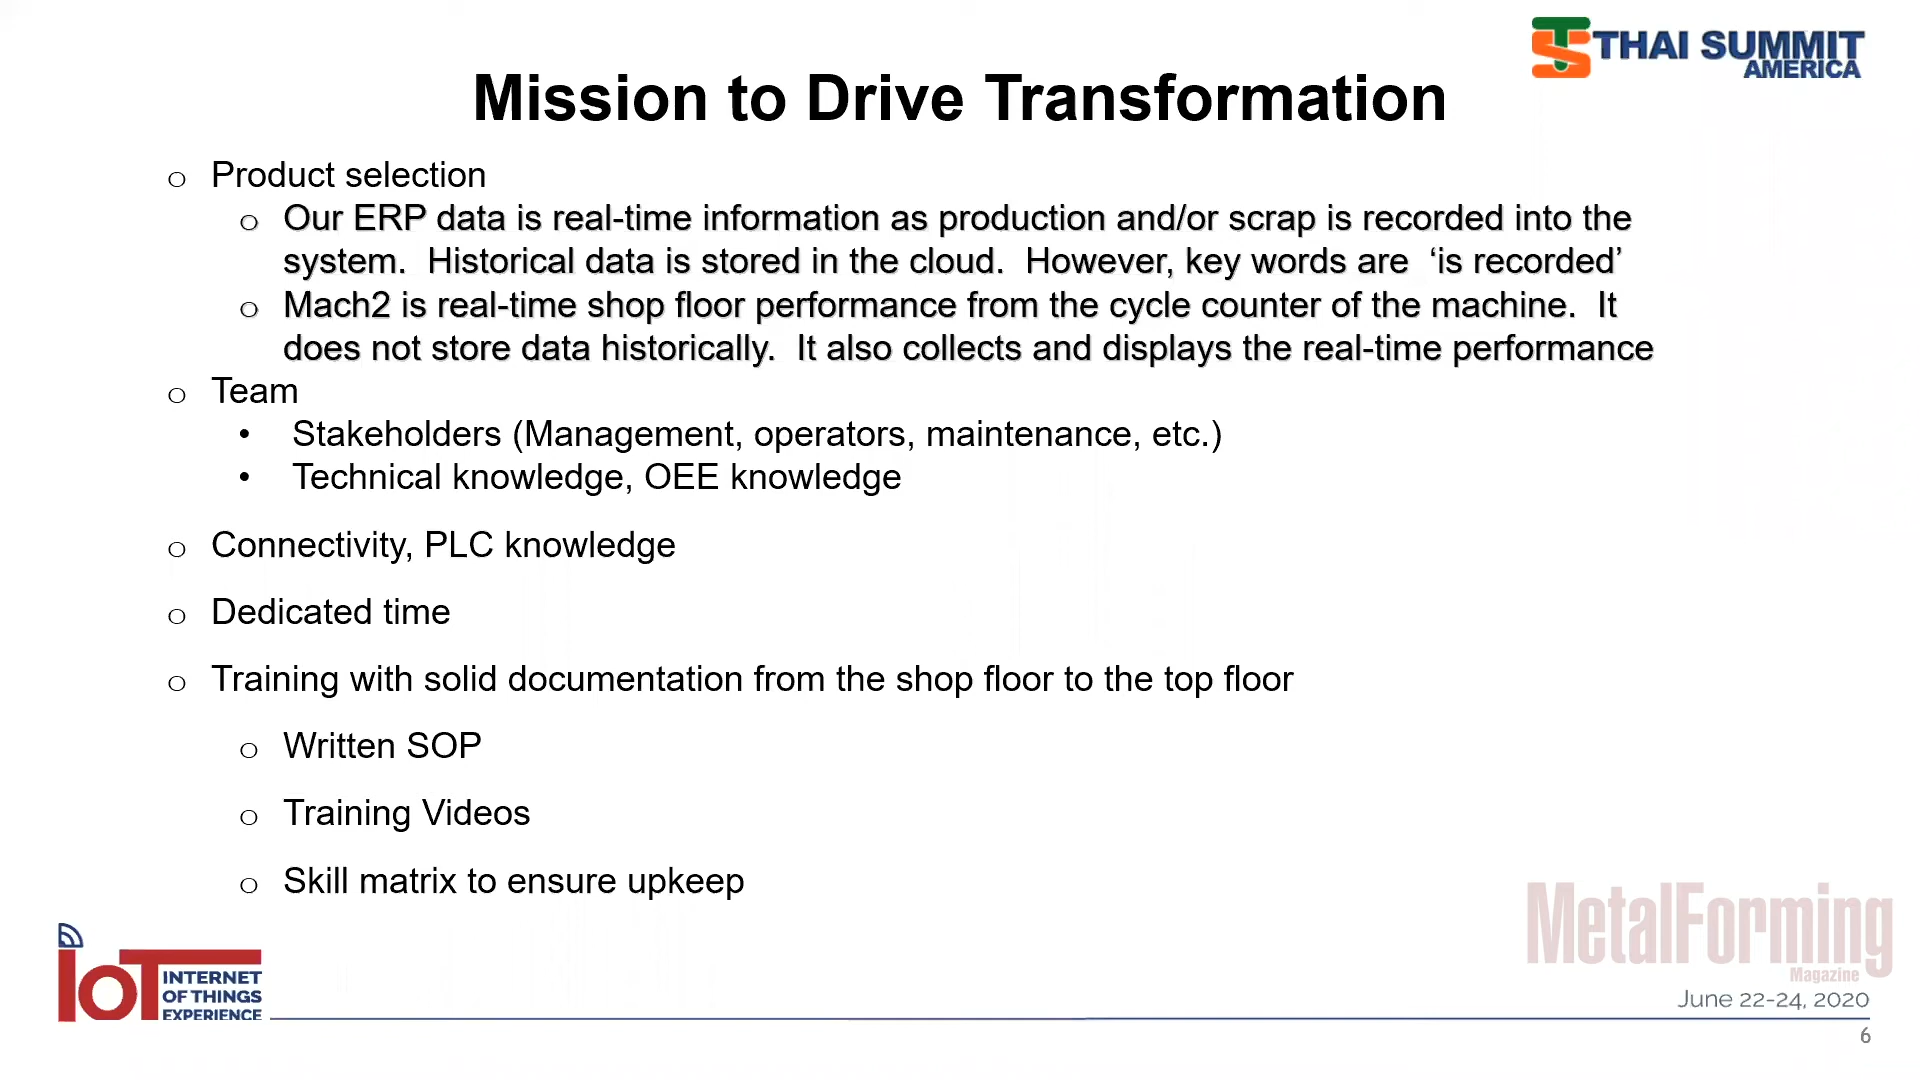 THAI SUMMIT
AMERICA
Mission to Drive Transformation
o Product selection
o Our ERP data is real-time information as production and/or scrap is recorded into the
system.  Historical data is stored in the cloud.  However, key words are  ‘is recorded’
o Mach2 is real-time shop floor performance from the cycle counter of the machine.  It
does not store data historically.  It also collects and displays the real-time performance
o Team
• Stakeholders (Management, operators, maintenance, etc.)
• Technical knowledge, OEE knowledge
o Connectivity, PLC knowledge
o Dedicated time
o Training with solid documentation from the shop floor to the top floor
o Written SOP
o Training Videos
o Skill matrix to ensure upkeep
MetalForming
Magazine
IoT INTERNET
OF THINGS
EXPERIENCE
June 22-24, 2020
6